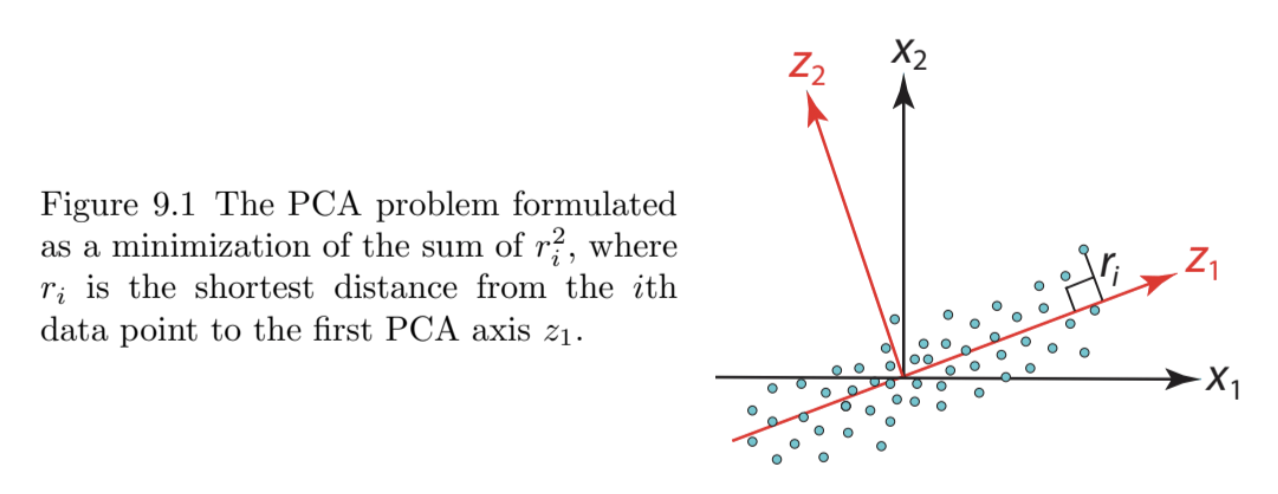 Figure 9.1 The PCA problem formulated
as a minimization of the sum of r_i^2, where
r_i is the shortest distance from the ith
data point to the first PCA axis z_1.
z_2
x_2
r_i
z_1
x_1